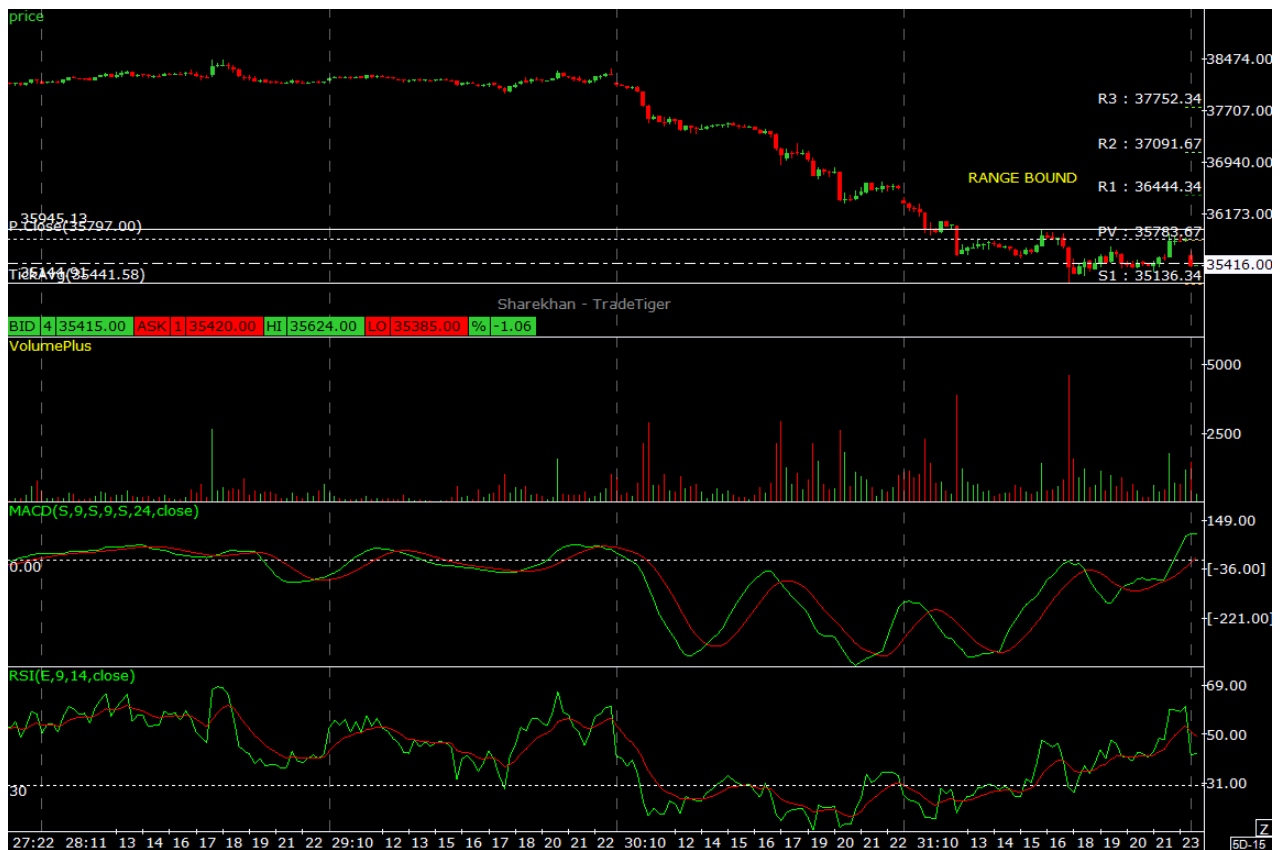 price
38474.00
R3 : 37752.34
37707.00
R2 : 37091.67
36940.00
RANGE BOUND
R1 : 36444.34
36173.00
35945.13
P.Close(35797.00)
PV : 35783.67
35416.00
TickAvg(35441.58)
S1 : 35136.34
Sharekhan - TradeTiger
BID 4 35415.00 ASK 1 35420.00 HI 35624.00 LO 35385.00 % -1.06
VolumePlus
5000
2500
MACD(S,9,S,9,S,24,close)
149.00
0.00
[-36.00]
[-221.00]
RSI(E,9,14,close)
69.00
50.00
31.00
30
27:22 28:11 13 14 16 17 18 19 21 22 29:10 12 13 14 16 17 18 20 21 22 30:10 12 14 15 16 17 19 20 21 22 31:10 13 14 15 16 17 18 19 20 21 23
Z
5D-15